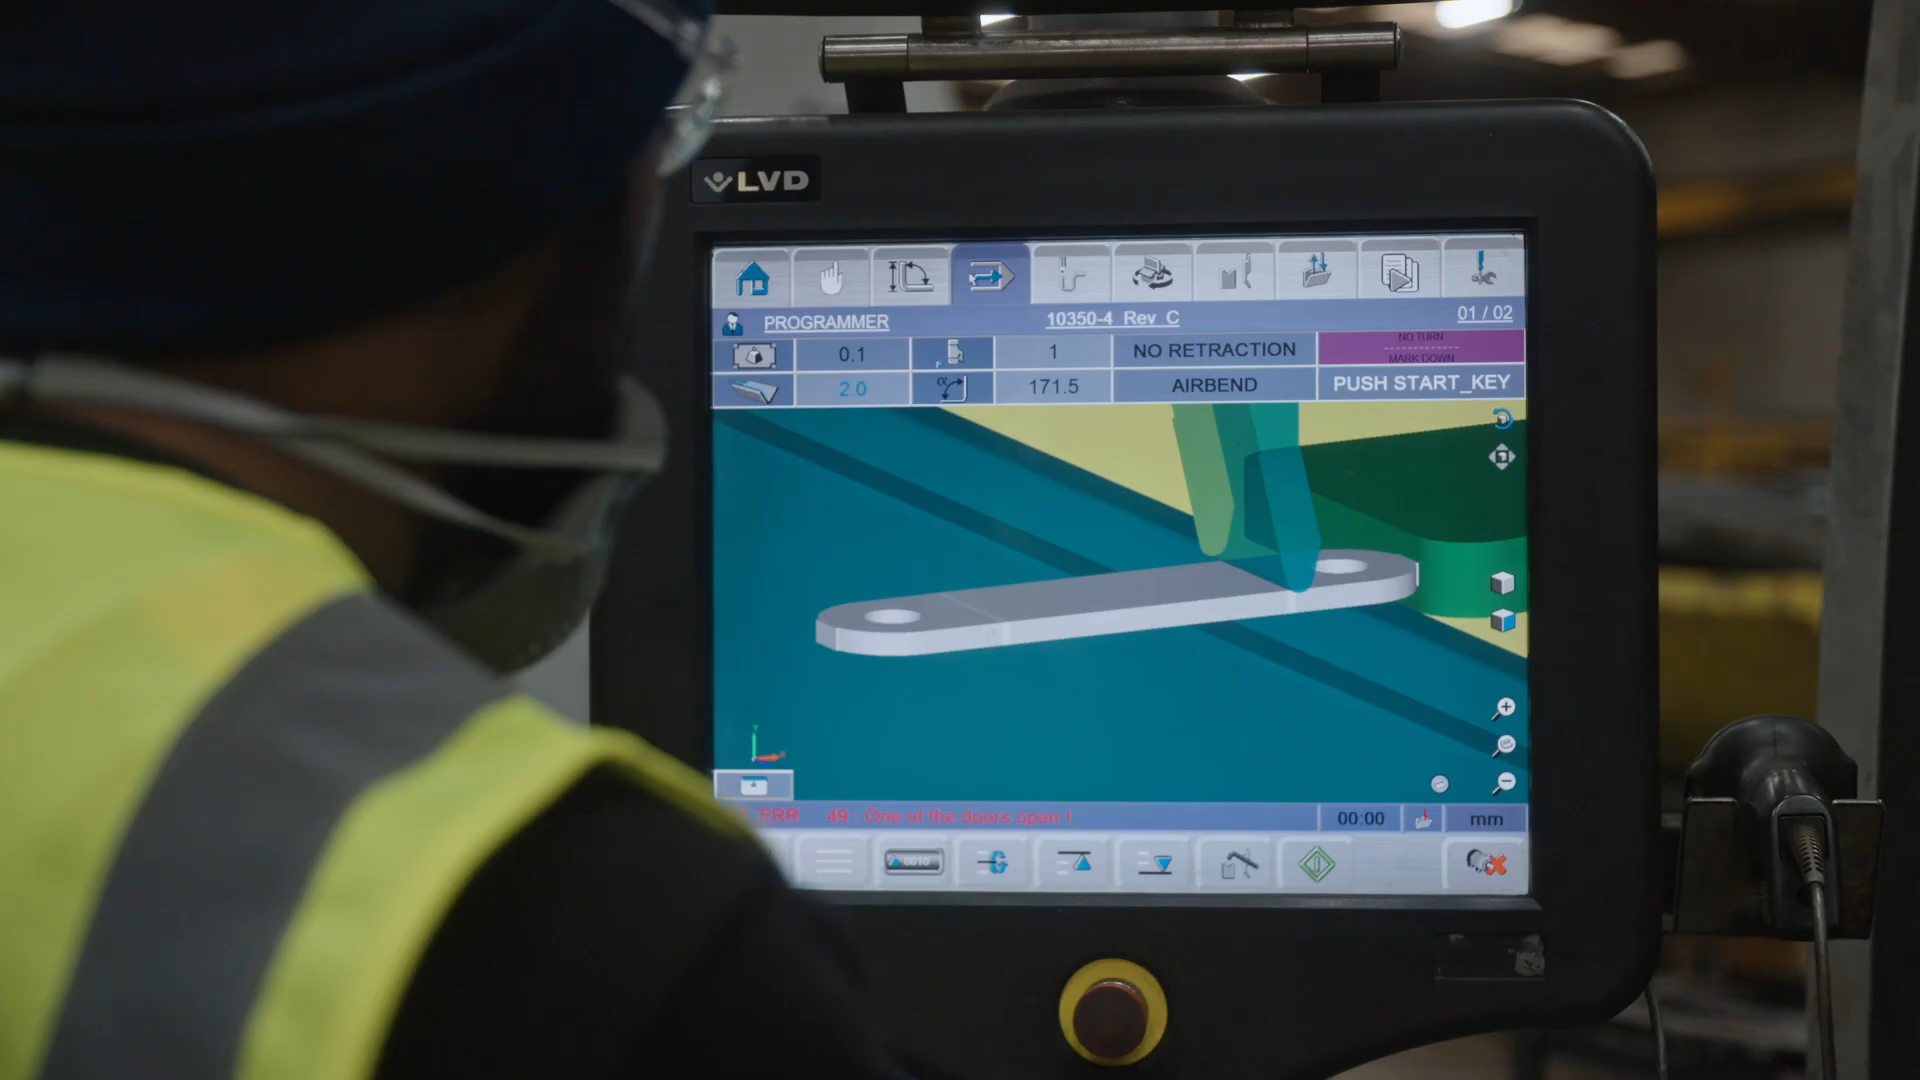 LVD
PROGRAMMER 10350-4 Rev C 01 / 02
0.1 1 NO RETRACTION NO TURN
MARK DOWN
2.0 171.5 AIRBEND PUSH START_KEY
ERR 49 : One of the doors open ! 00:00 mm
0010